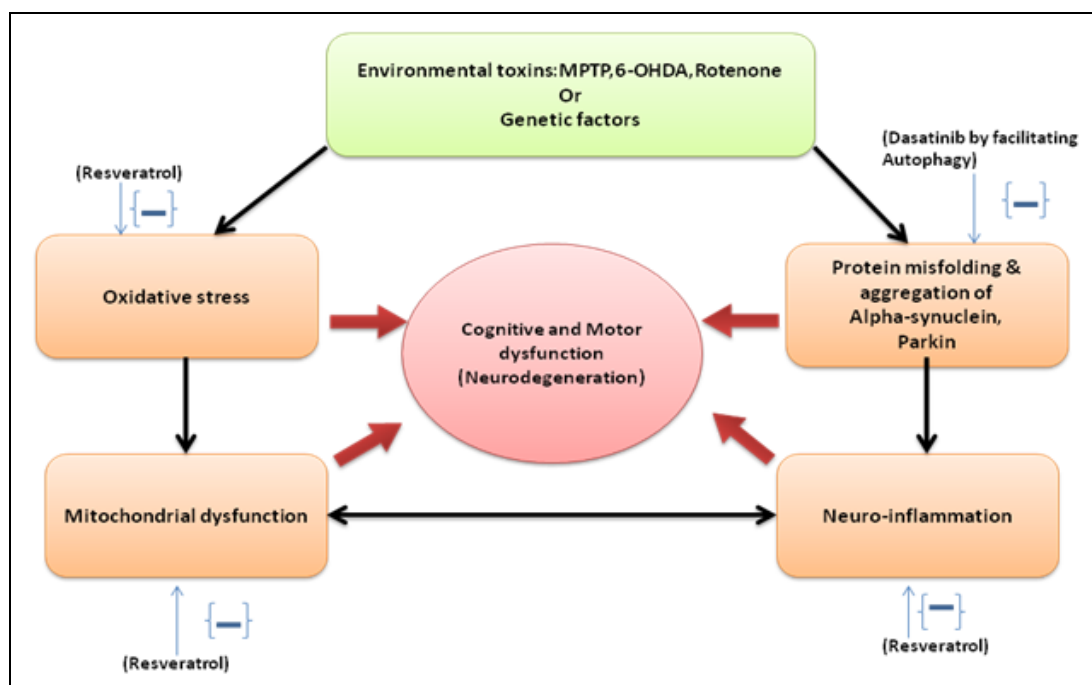 Environmental toxins:MPTP,6-OHDA,Rotenone
Or
Genetic factors
(Resveratrol)
{–}
(Dasatinib by facilitating
Autophagy)
{–}
Oxidative stress
Cognitive and Motor
dysfunction
(Neurodegeneration)
Protein misfolding &
aggregation of
Alpha-synuclein,
Parkin
Mitochondrial dysfunction
Neuro-inflammation
{–}
(Resveratrol)
{–}
(Resveratrol)